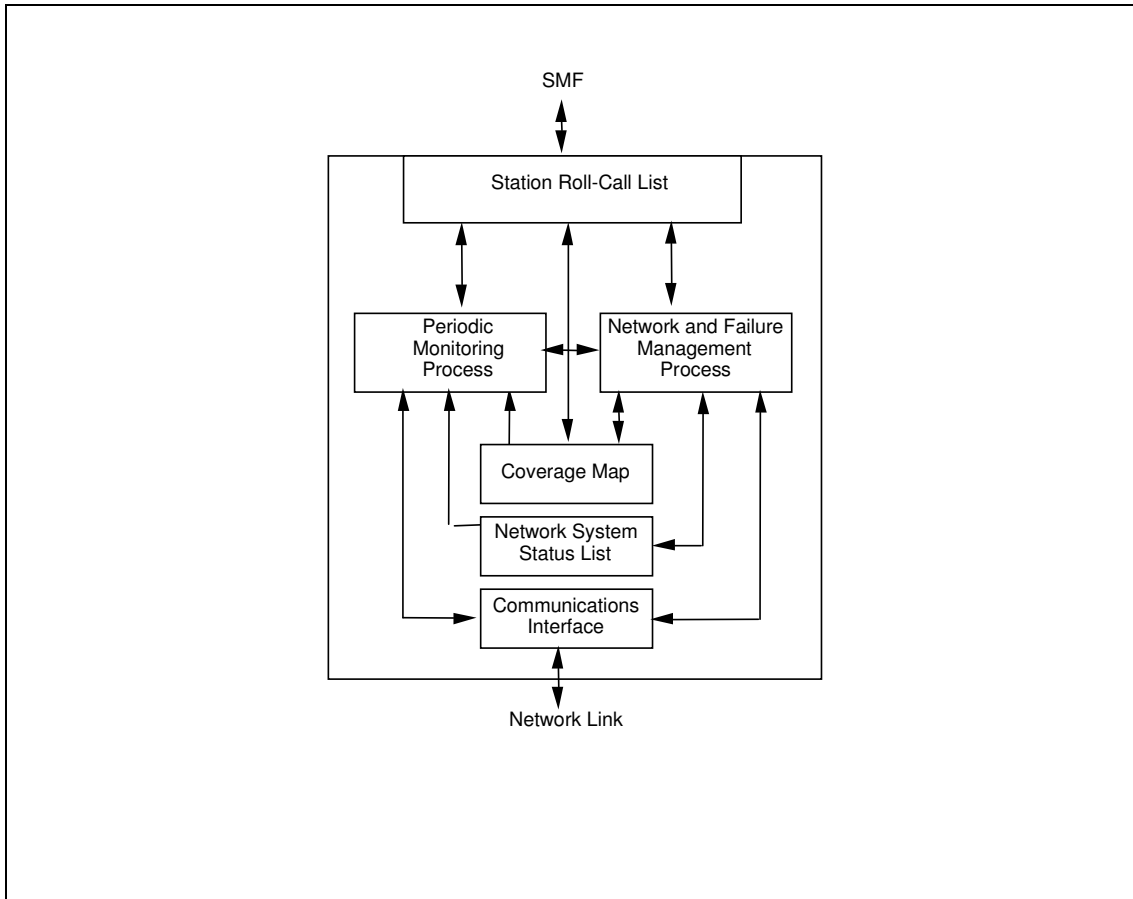 SMF
Station Roll-Call List
Periodic
Monitoring
Process
Network and Failure
Management
Process
Coverage Map
Network System
Status List
Communications
Interface
Network Link